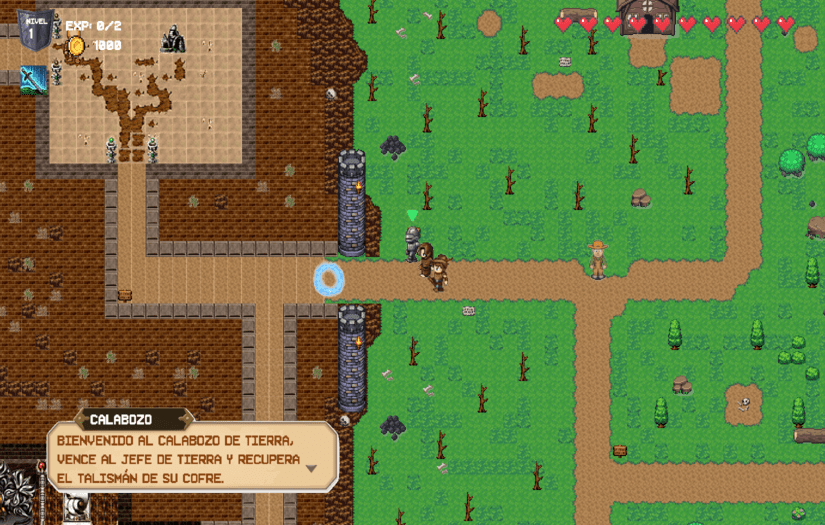 NIVEL
1
EXP: 0/2
1000
CALABOZO
BIENVENIDO AL CALABOZO DE TIERRA,
VENCE AL JEFE DE TIERRA Y RECUPERA
EL TALISMÁN DE SU COFRE.